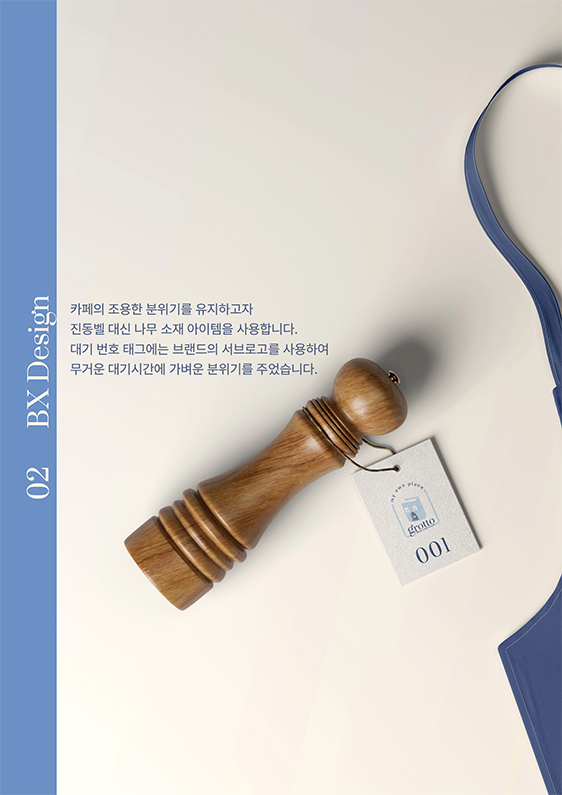 02 BX Design
카페의 조용한 분위기를 유지하고자
진동벨 대신 나무 소재 아이템을 사용합니다.
대기 번호 태그에는 브랜드의 서브로고를 사용하여
무거운 대기시간에 가벼운 분위기를 주었습니다.
my own place
grotto
001